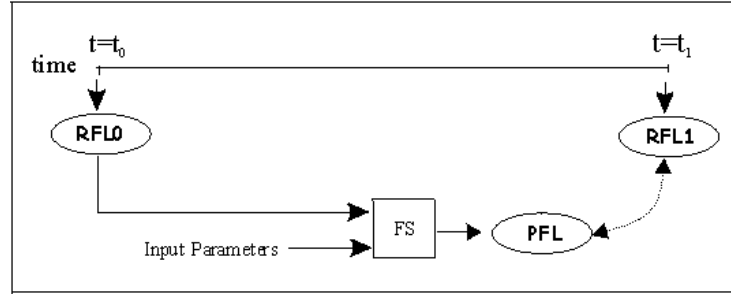 t=t0 t=t1
time
RFL0 RFL1
FS
Input Parameters PFL